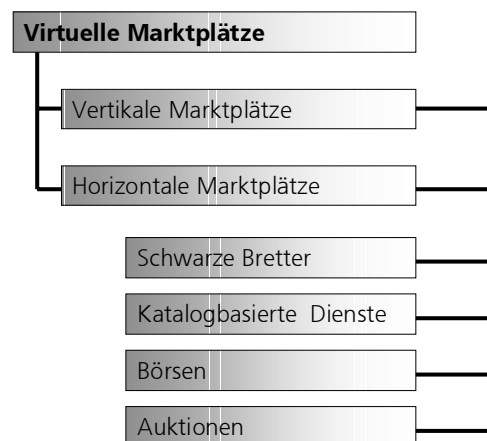 Virtuelle Marktplätze
Vertikale Marktplätze
Horizontale Marktplätze
Schwarze Bretter
Katalogbasierte Dienste
Börsen
Auktionen